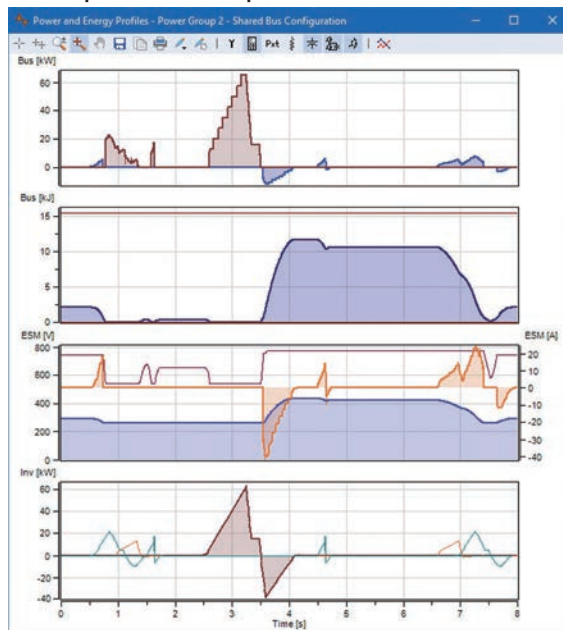 Power and Energy Profiles - Power Group 2 - Shared Bus Configuration
Y Pxt
Bus [kW]
60
40
20
0
Bus [kJ]
15
10
5
0
ESM [V] ESM [A]
800 20
600 10
400 0
200 -10
0 -20
-30
-40
Inv [kW]
60
40
20
0
-20
-40
0 1 2 3 4 5 6 7 8
Time [s]